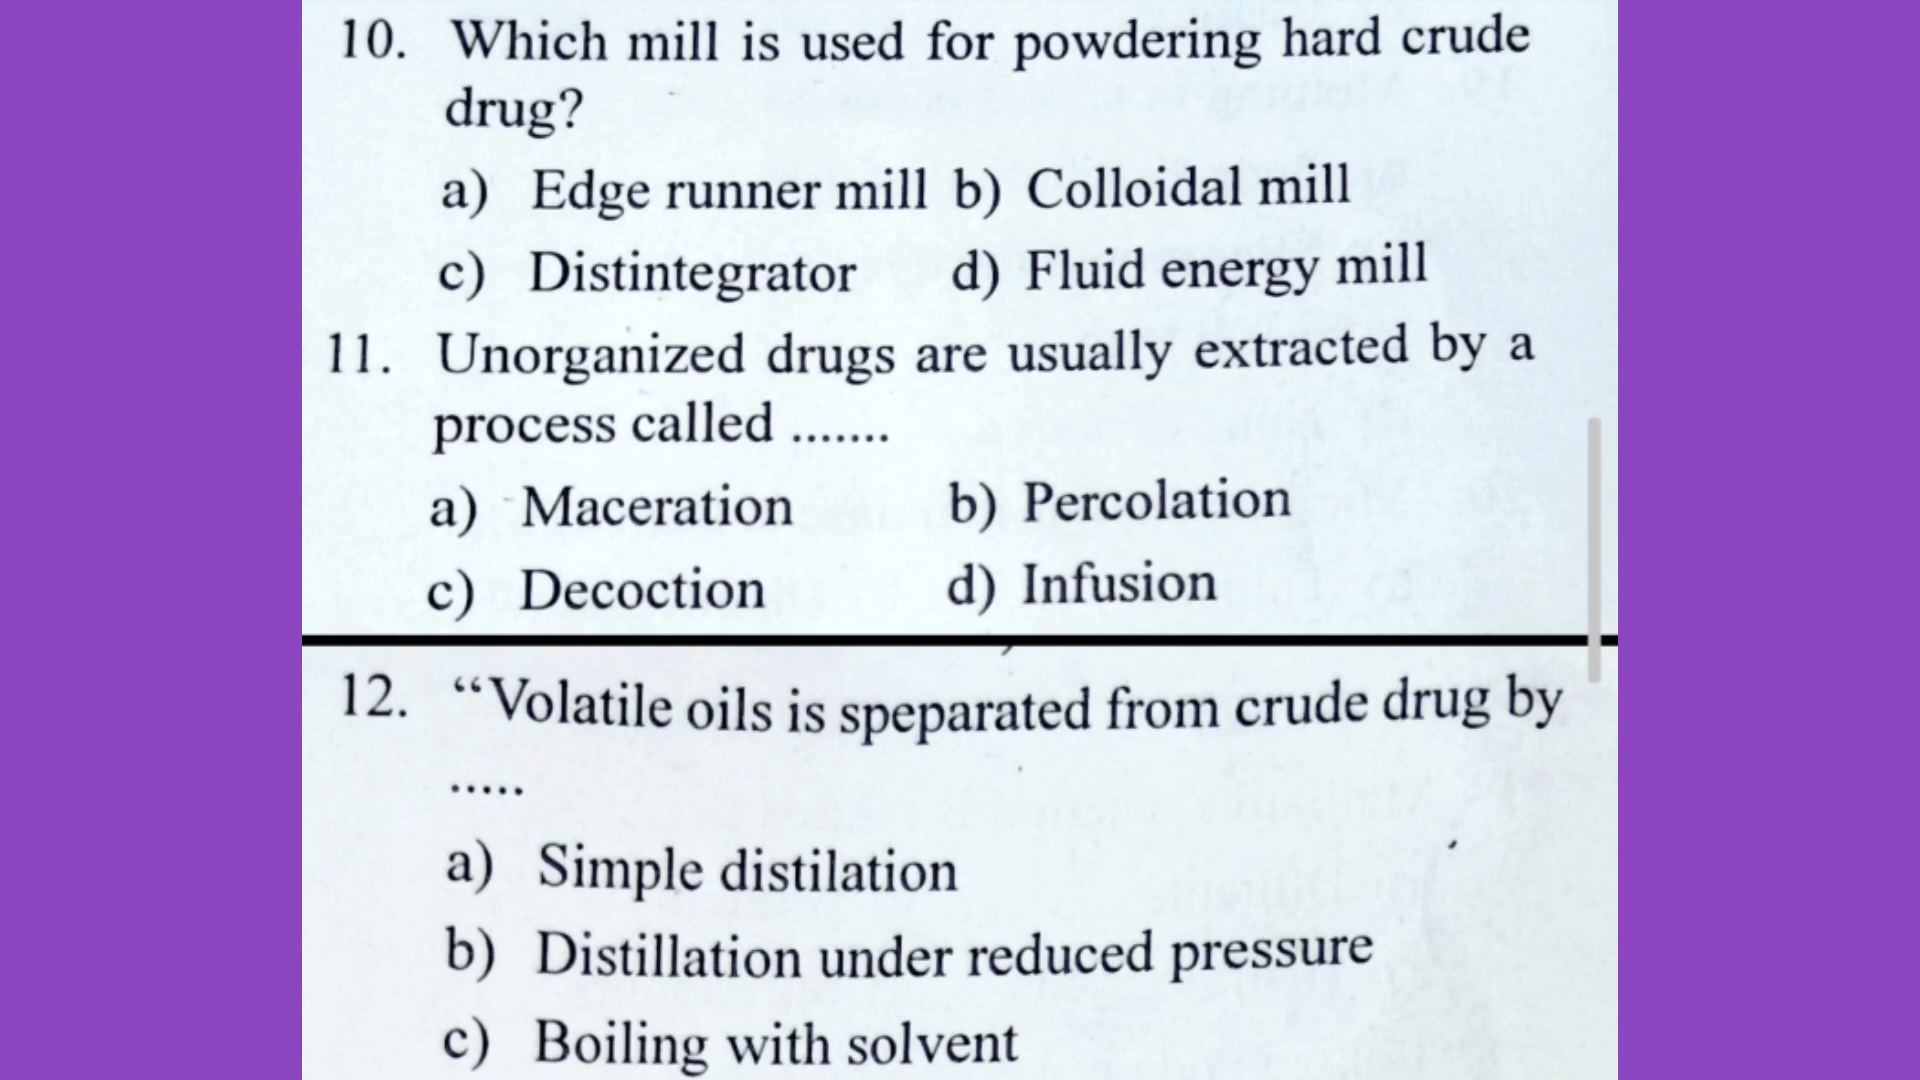 10. Which mill is used for powdering hard crude
drug?
a) Edge runner mill b) Colloidal mill
c) Distintegrator d) Fluid energy mill
11. Unorganized drugs are usually extracted by a
process called .......
a) Maceration b) Percolation
c) Decoction d) Infusion
12. “Volatile oils is speparated from crude drug by
.....
a) Simple distilation
b) Distillation under reduced pressure
c) Boiling with solvent